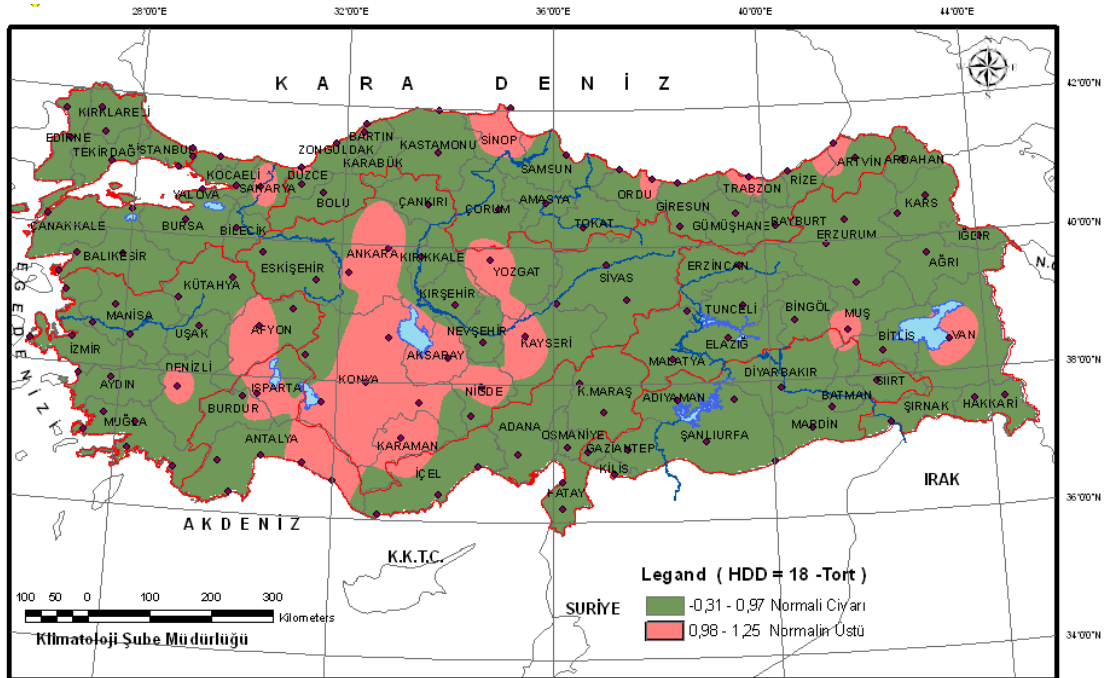 28°00'E 32°00'E 36°00'E 40°00'E 44°00'E
K A R A D E N İ Z
42°00'N
KIRKLARELİ
EDİRNE
TEKİRDAĞ
İSTANBUL
KOCAELİ
YALOVA
SAKARYA
DÜZCE
ZONGULDAK
BARTIN
KARABÜK
KASTAMONU
SİNOP
SAMSUN
ORDU
GİRESUN
TRABZON
RİZE
ARTVİN
ARDAHAN
KARS
ÇANAKKALE
BURSA
BİLECİK
BOLU
ÇANKIRI
ÇORUM
AMASYA
TOKAT
GÜMÜŞHANE
BAYBURT
ERZURUM
IĞDIR
40°00'N
BALIKESİR
KÜTAHYA
ESKİŞEHİR
ANKARA
KIRIKKALE
YOZGAT
SİVAS
ERZİNCAN
AĞRI
E G E D E N İ Z İ
MANİSA
UŞAK
AFYON
KIRŞEHİR
NEVŞEHİR
KAYSERİ
TUNCELİ
BİNGÖL
MUŞ
BİTLİS
VAN
İZMİR
AYDIN
DENİZLİ
ISPARTA
KONYA
AKSARAY
NİĞDE
MALATYA
ELAZIĞ
DİYARBAKIR
SİİRT
38°00'N
MUĞLA
BURDUR
ANTALYA
KARAMAN
İÇEL
ADANA
K.MARAŞ
OSMANİYE
GAZİANTEP
KİLİS
HATAY
ADIYAMAN
ŞANLIURFA
MARDİN
BATMAN
ŞIRNAK
HAKKARİ
IRAK
36°00'N
A K D E N İ Z
K.K.T.C.
SURİYE
Legand ( HDD = 18 -Tort )
-0,31 - 0,97 Normali Civarı
0,98 - 1,25 Normalin Üstü
100 50 0 100 200 300
Kilometers
Klimatoloji Şube Müdürlüğü
34°00'N